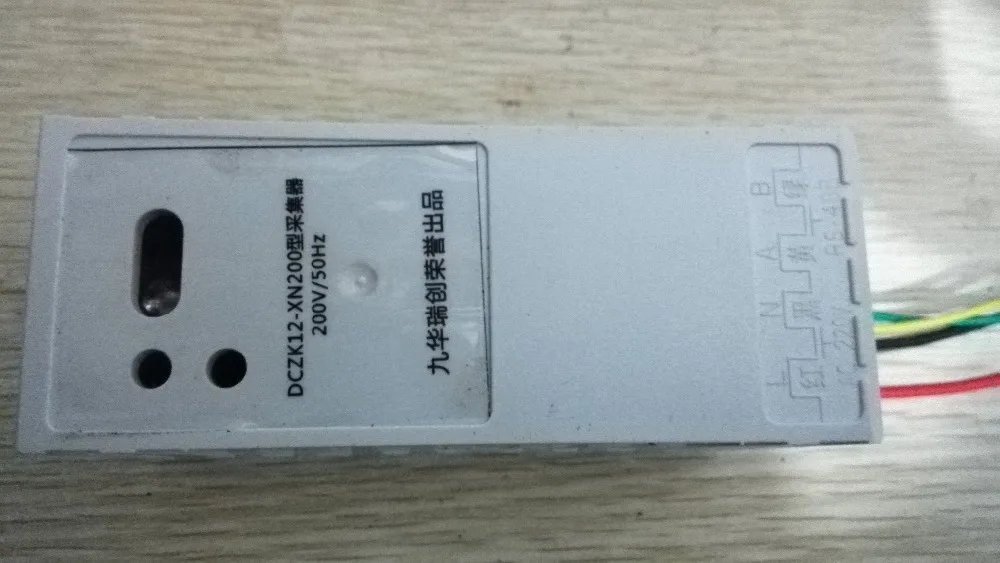 DCZK12-XN200型采集器
200V/50Hz
九华瑞创荣誉出品
L N A B
红 黑 黄 绿
AC 220V RS-485